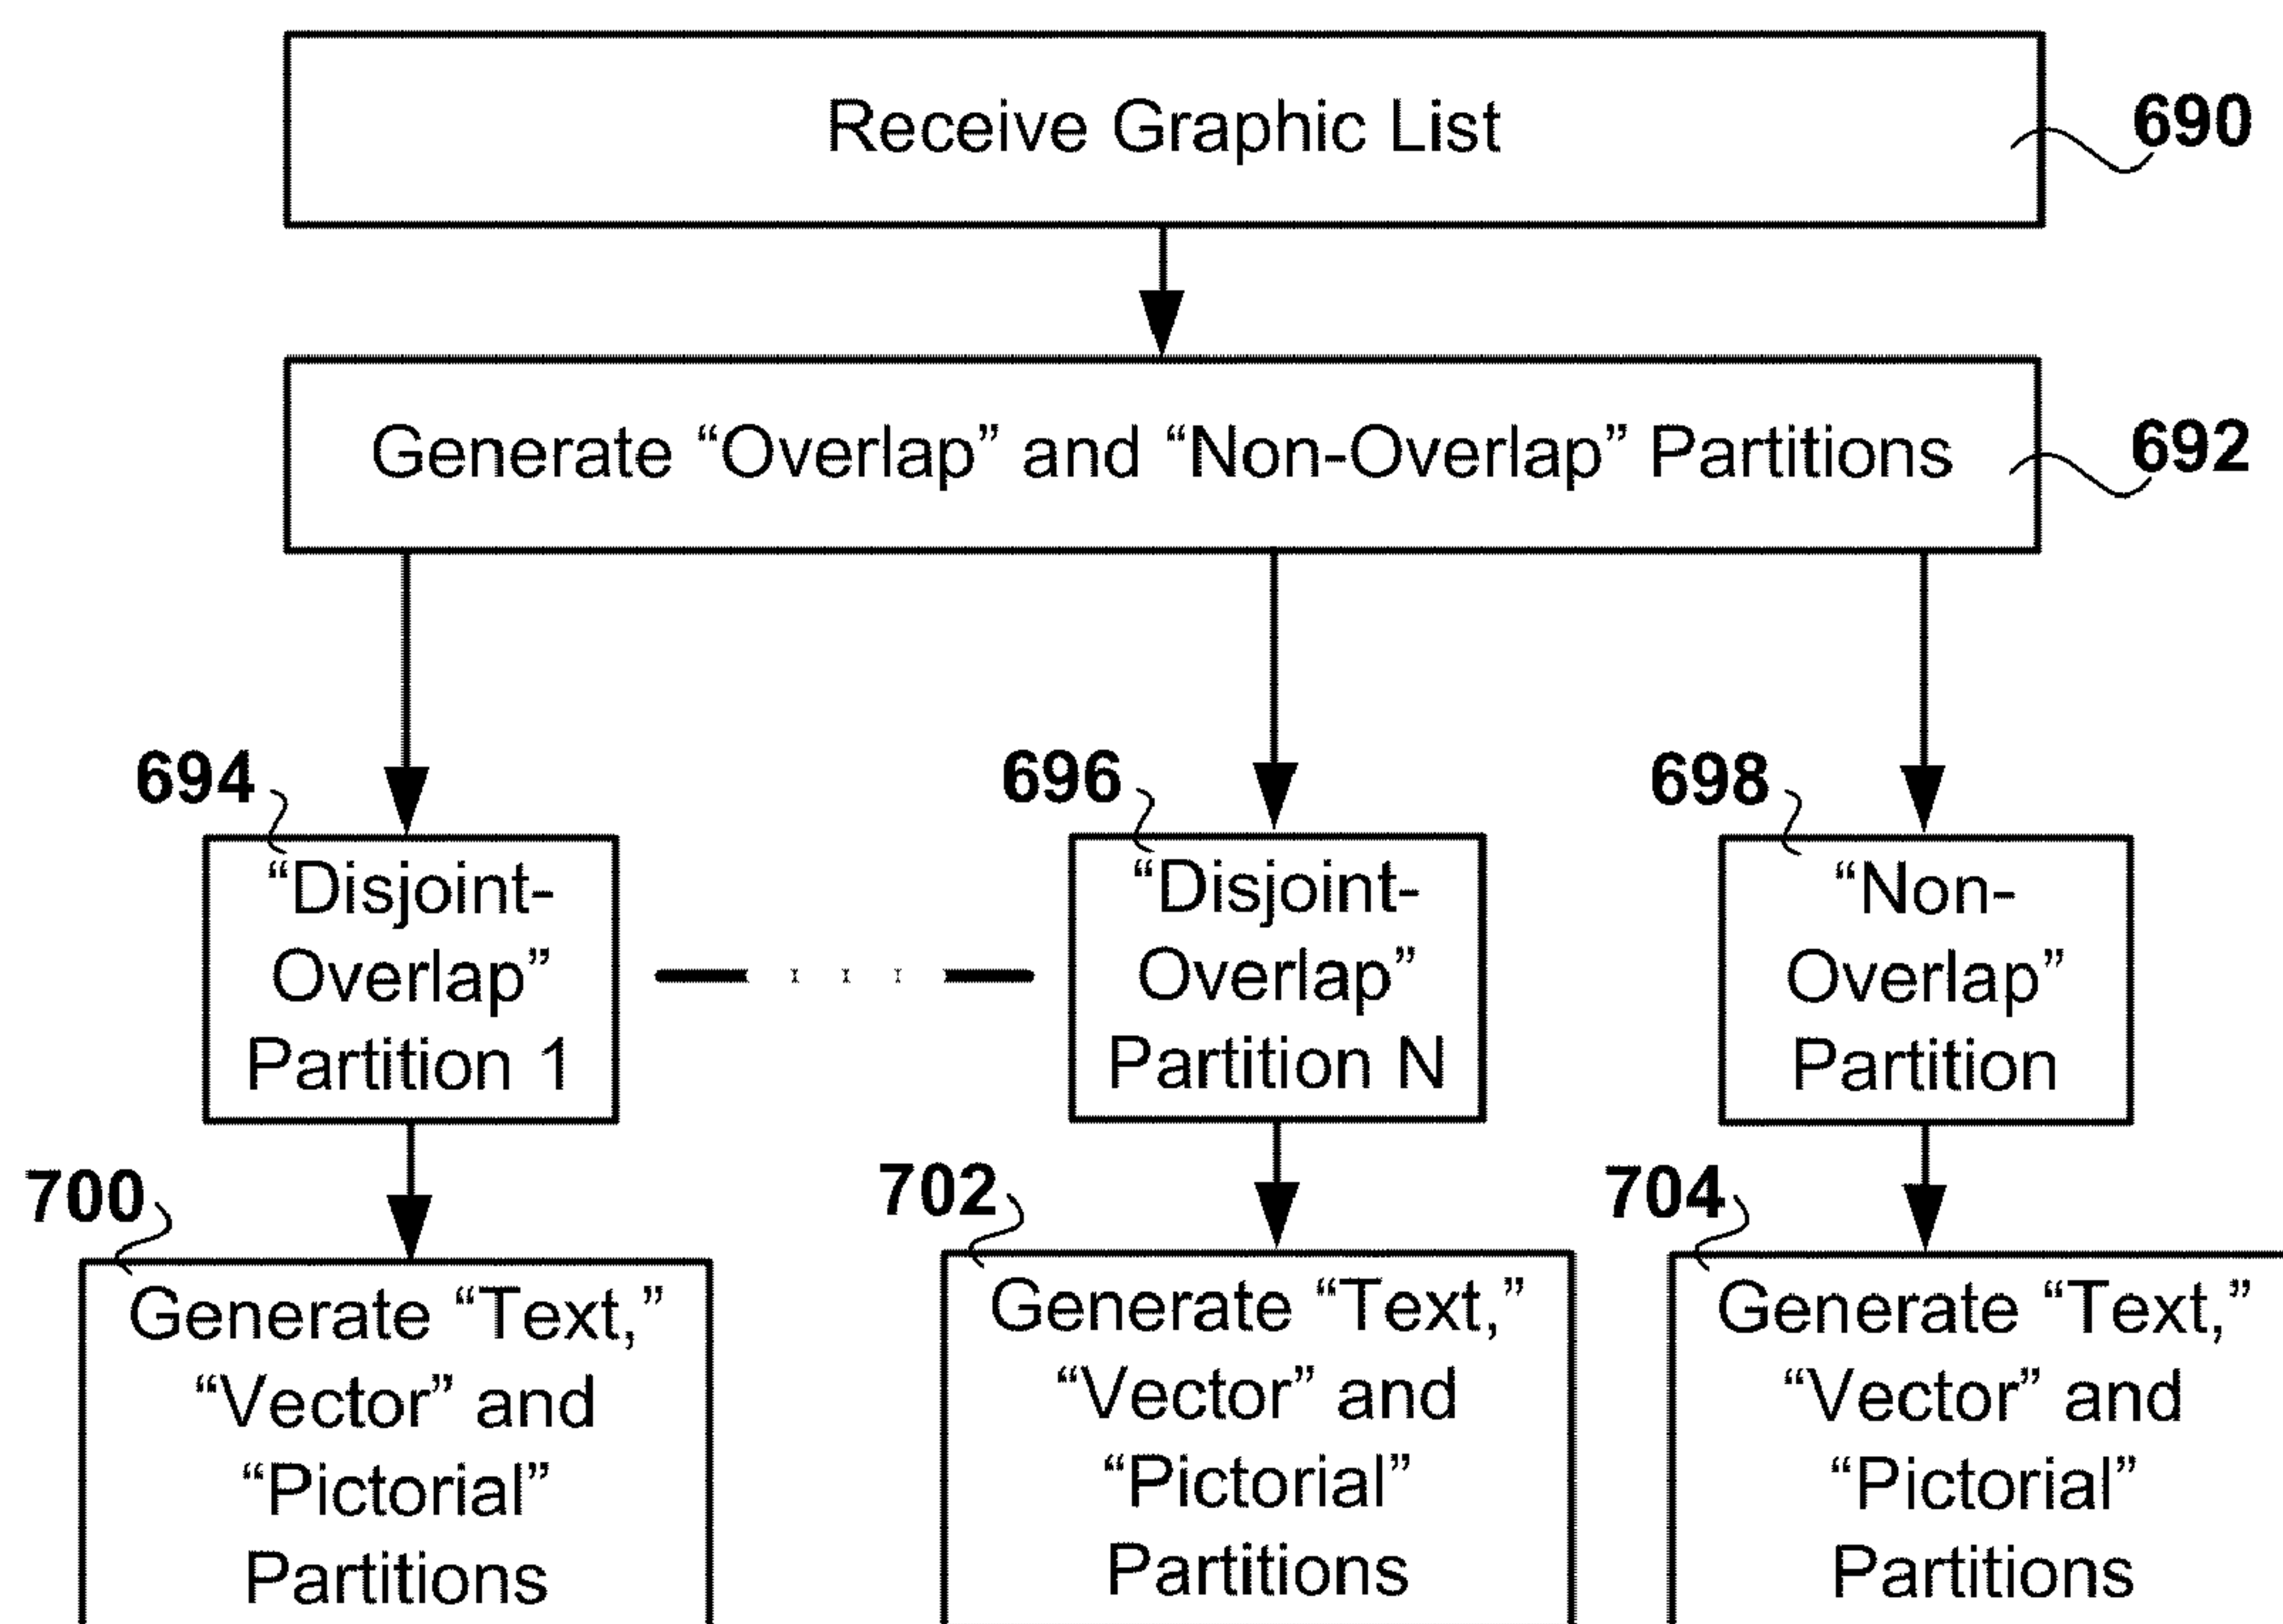 Receive Graphic List
690
Generate “Overlap” and “Non-Overlap” Partitions
692
694
“Disjoint-
Overlap”
Partition 1
696
“Disjoint-
Overlap”
Partition N
698
“Non-
Overlap”
Partition
700
Generate “Text,”
“Vector” and
“Pictorial”
Partitions
702
Generate “Text,”
“Vector” and
“Pictorial”
Partitions
704
Generate “Text,”
“Vector” and
“Pictorial”
Partitions